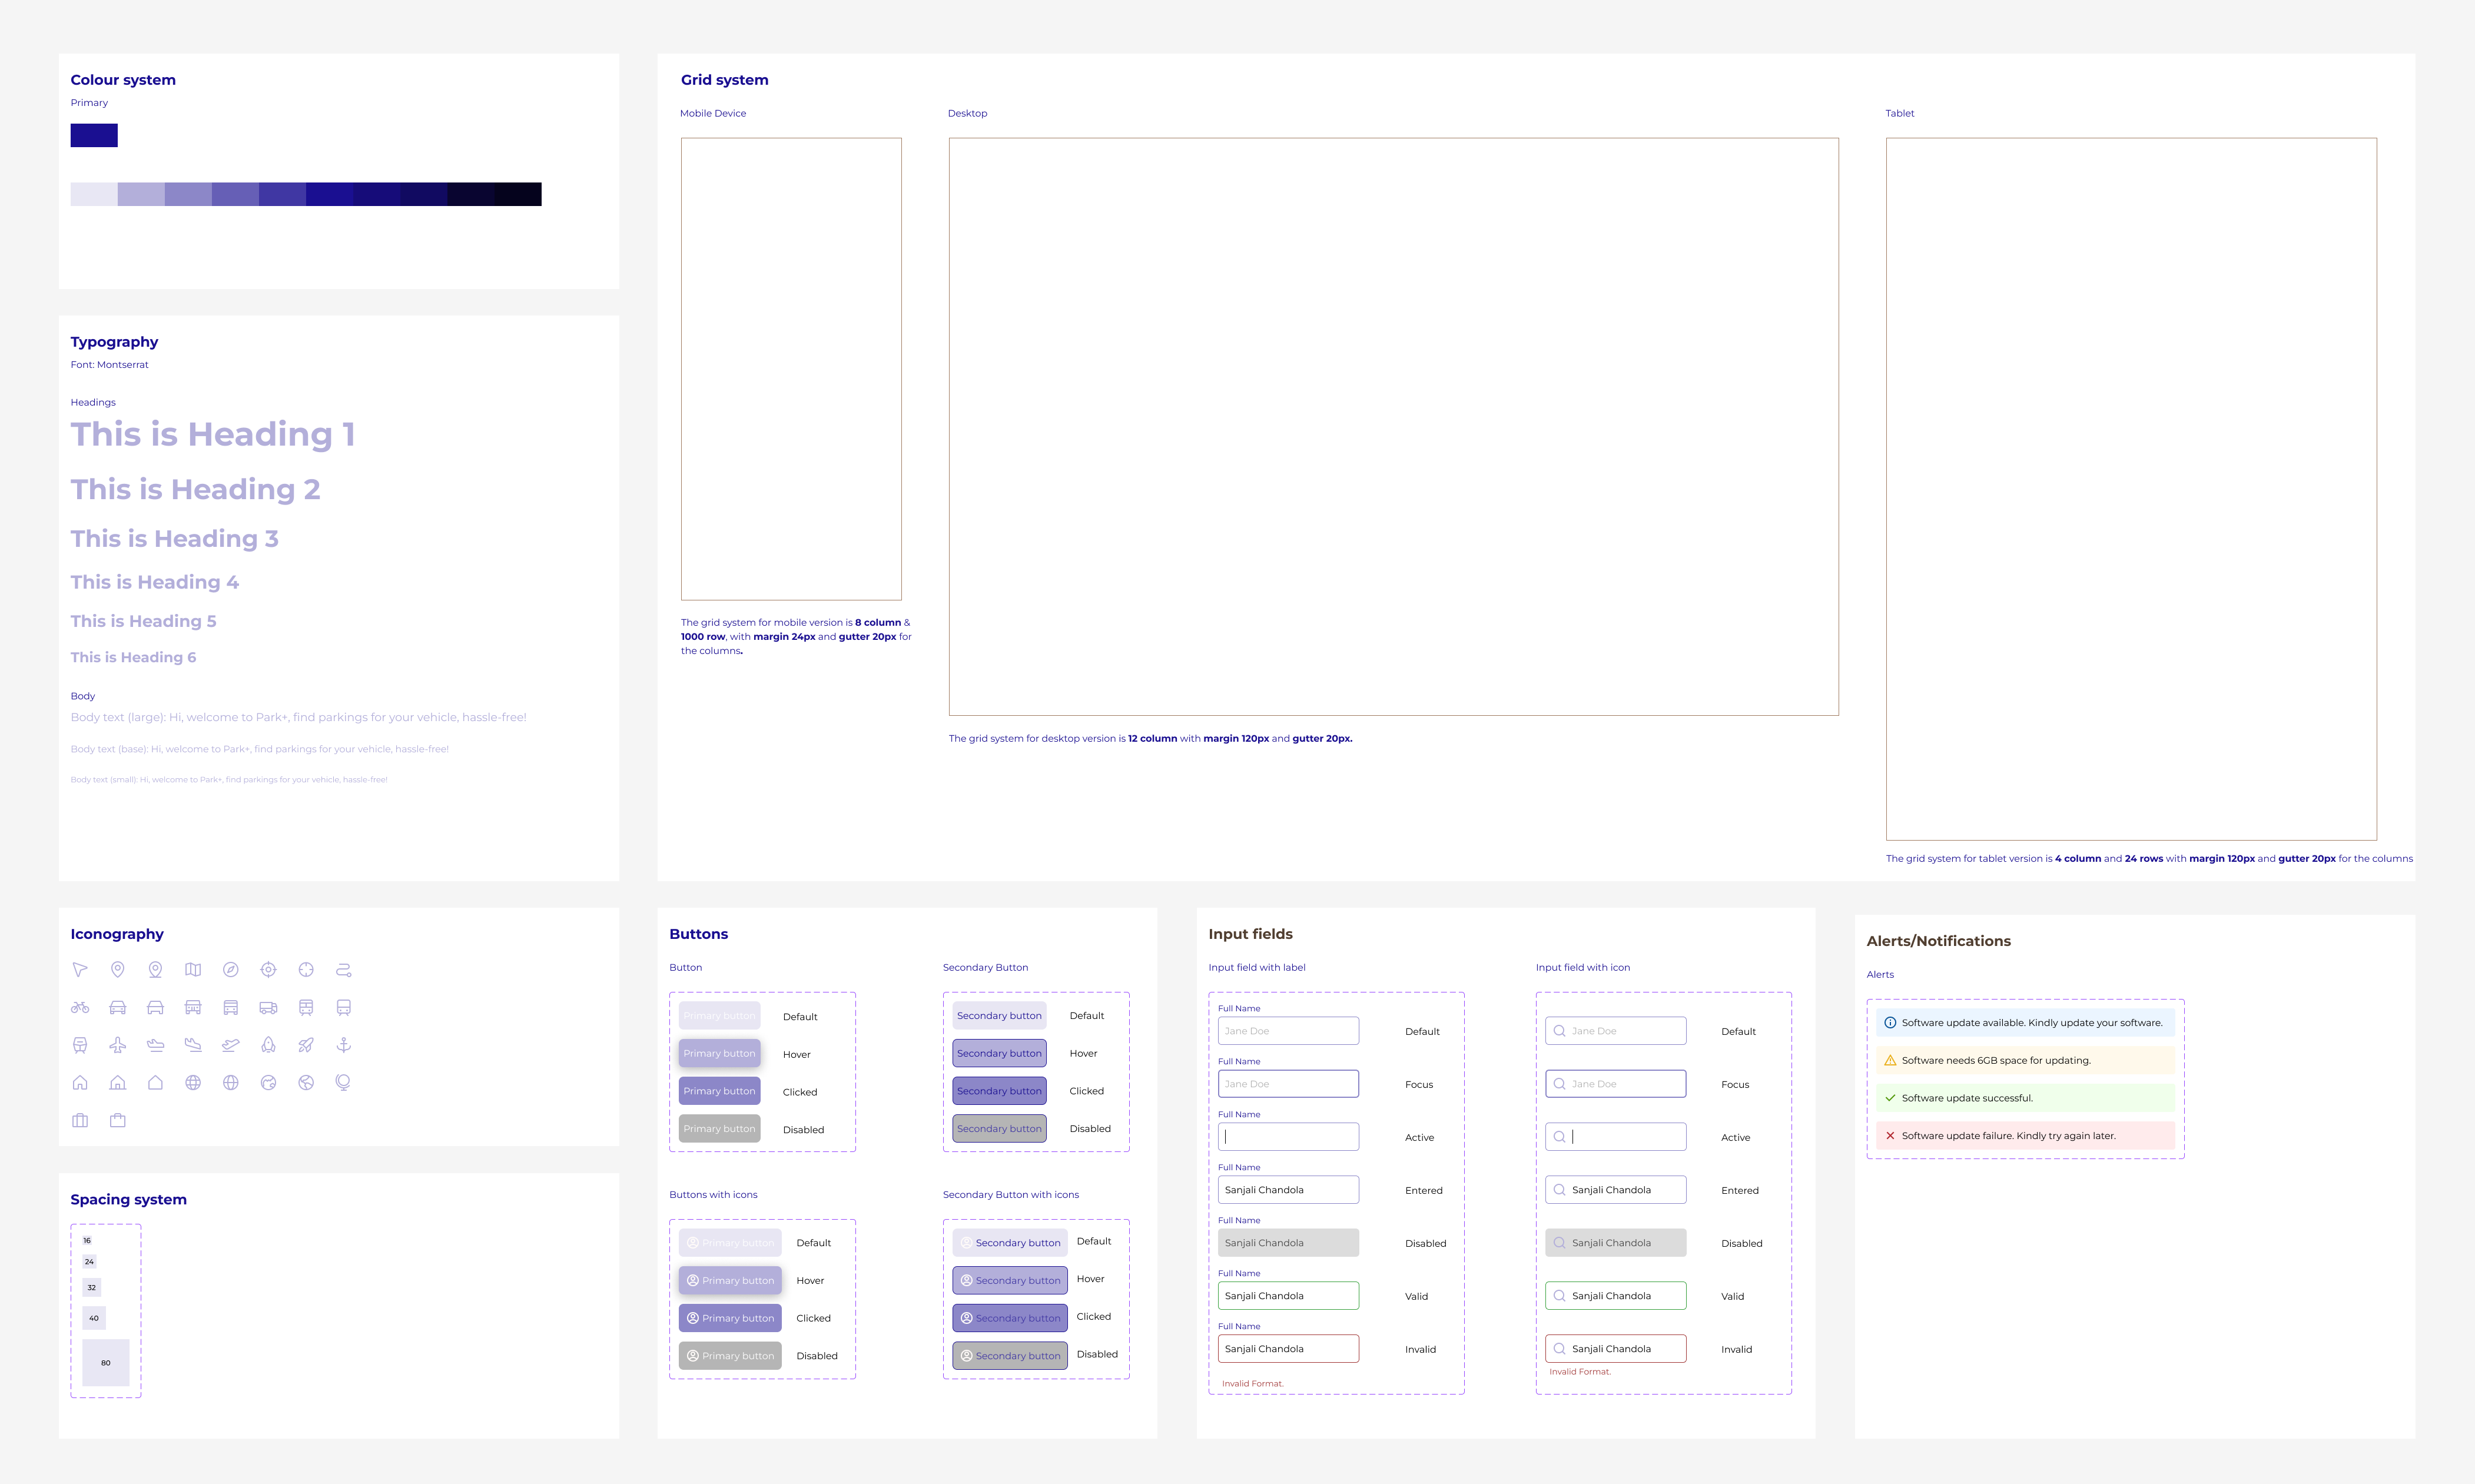 Colour system
Primary
Typography
Font: Montserrat
Headings
This is Heading 1
This is Heading 2
This is Heading 3
This is Heading 4
This is Heading 5
This is Heading 6
Body
Body text (large): Hi, welcome to Park+, find parkings for your vehicle, hassle-free!
Body text (base): Hi, welcome to Park+, find parkings for your vehicle, hassle-free!
Body text (small): Hi, welcome to Park+, find parkings for your vehicle, hassle-free!
Grid system
Mobile Device
The grid system for mobile version is 8 column &
1000 row, with margin 24px and gutter 20px for
the columns.
Desktop
The grid system for desktop version is 12 column with margin 120px and gutter 20px.
Tablet
The grid system for tablet version is 4 column and 24 rows with margin 120px and gutter 20px for the columns
Iconography
Spacing system
16
24
32
40
80
Buttons
Button
Primary button Default
Primary button Hover
Primary button Clicked
Primary button Disabled
Secondary Button
Secondary button Default
Secondary button Hover
Secondary button Clicked
Secondary button Disabled
Buttons with icons
Primary button Default
Primary button Hover
Primary button Clicked
Primary button Disabled
Secondary Button with icons
Secondary button Default
Secondary button Hover
Secondary button Clicked
Secondary button Disabled
Input fields
Input field with label
Full Name
Jane Doe Default
Full Name
Jane Doe Focus
Full Name
Active
Full Name
Sanjali Chandola Entered
Full Name
Sanjali Chandola Disabled
Full Name
Sanjali Chandola Valid
Full Name
Sanjali Chandola Invalid
Invalid Format.
Input field with icon
Jane Doe Default
Jane Doe Focus
Active
Sanjali Chandola Entered
Sanjali Chandola Disabled
Sanjali Chandola Valid
Sanjali Chandola Invalid
Invalid Format.
Alerts/Notifications
Alerts
Software update available. Kindly update your software.
Software needs 6GB space for updating.
Software update successful.
Software update failure. Kindly try again later.